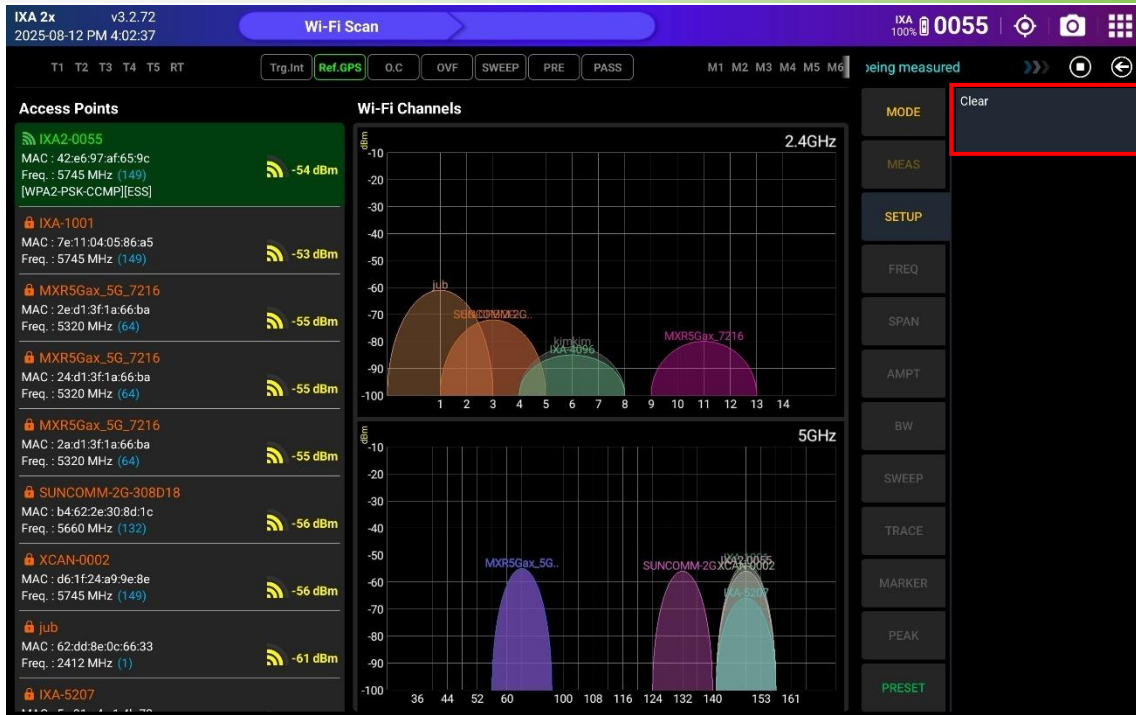 IXA 2x v3.2.72
2025-08-12 PM 4:02:37
Wi-Fi Scan
IXA
100%
0055
T1 T2 T3 T4 T5 RT
Trg.Int Ref.GPS O.C OVF SWEEP PRE PASS
M1 M2 M3 M4 M5 M6
being measured
Access Points
IXA2-0055
MAC : 42:e6:97:af:65:9c
Freq. : 5745 MHz (149)
[WPA2-PSK-CCMP][ESS]
-54 dBm
IXA-1001
MAC : 7e:11:04:05:86:a5
Freq. : 5745 MHz (149)
-53 dBm
MXR5Gax_5G_7216
MAC : 2e:d1:3f:1a:66:ba
Freq. : 5320 MHz (64)
-55 dBm
MXR5Gax_5G_7216
MAC : 24:d1:3f:1a:66:ba
Freq. : 5320 MHz (64)
-55 dBm
MXR5Gax_5G_7216
MAC : 2a:d1:3f:1a:66:ba
Freq. : 5320 MHz (64)
-55 dBm
SUNCOMM-2G-308D18
MAC : b4:62:2e:30:8d:1c
Freq. : 5660 MHz (132)
-56 dBm
XCAN-0002
MAC : d6:1f:24:a9:9e:8e
Freq. : 5745 MHz (149)
-56 dBm
jub
MAC : 62:dd:8e:0c:66:33
Freq. : 2412 MHz (1)
-61 dBm
IXA-5207
Wi-Fi Channels
dBm
2.4GHz
-10
-20
-30
-40
-50
-60
-70
-80
-90
-100
jub
kimkim
IXA-4096
MXR5Gax_7216
1 2 3 4 5 6 7 8 9 10 11 12 13 14
dBm
5GHz
-10
-20
-30
-40
-50
-60
-70
-80
-90
-100
MXR5Gax_5G..
SUNCOMM-2G
IXA2-0055
XCAN-0002
IXA-5207
36 44 52 60 100 108 116 124 132 140 153 161
MODE
MEAS
SETUP
FREQ
SPAN
AMPT
BW
SWEEP
TRACE
MARKER
PEAK
PRESET
Clear